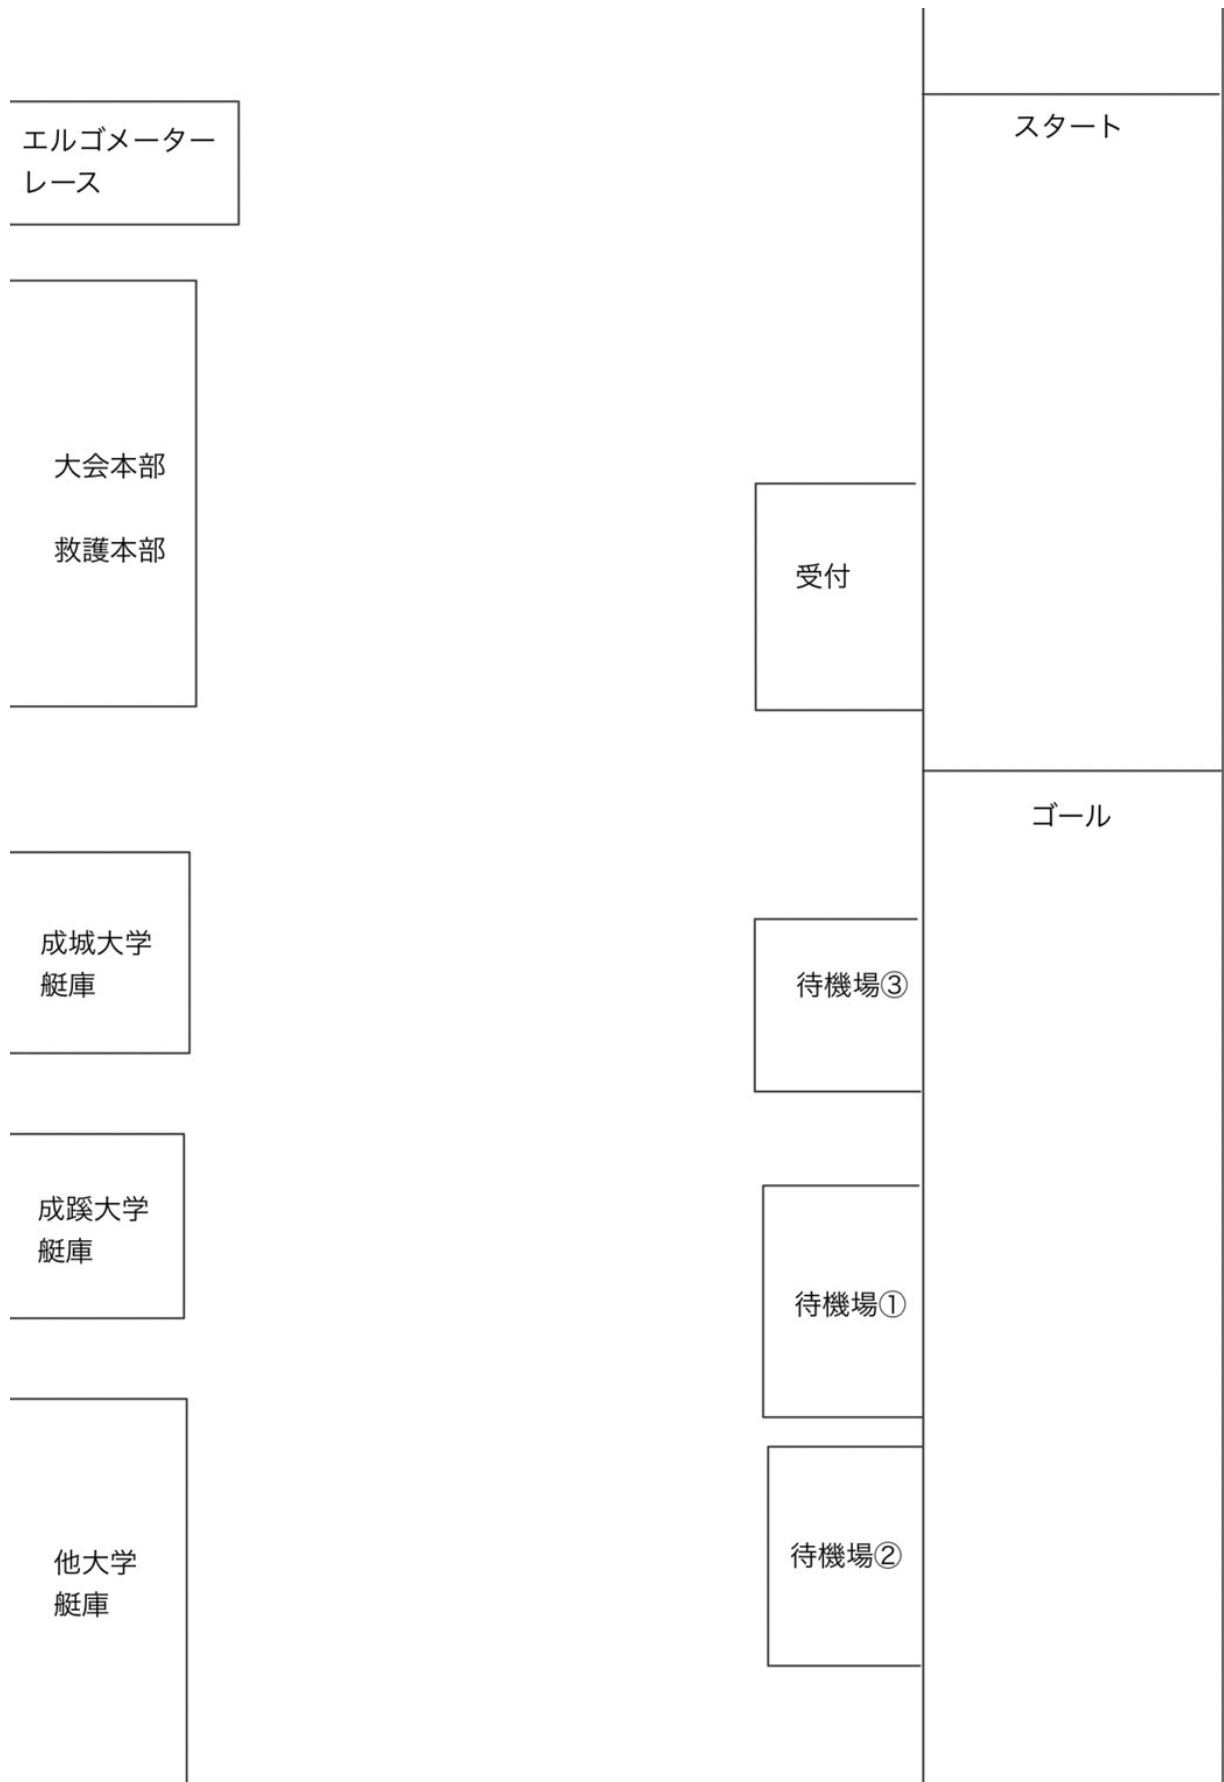 エルゴメーター
レース
大会本部
救護本部
成城大学
艇庫
成蹊大学
艇庫
他大学
艇庫
受付
待機場③
待機場①
待機場②
スタート
ゴール